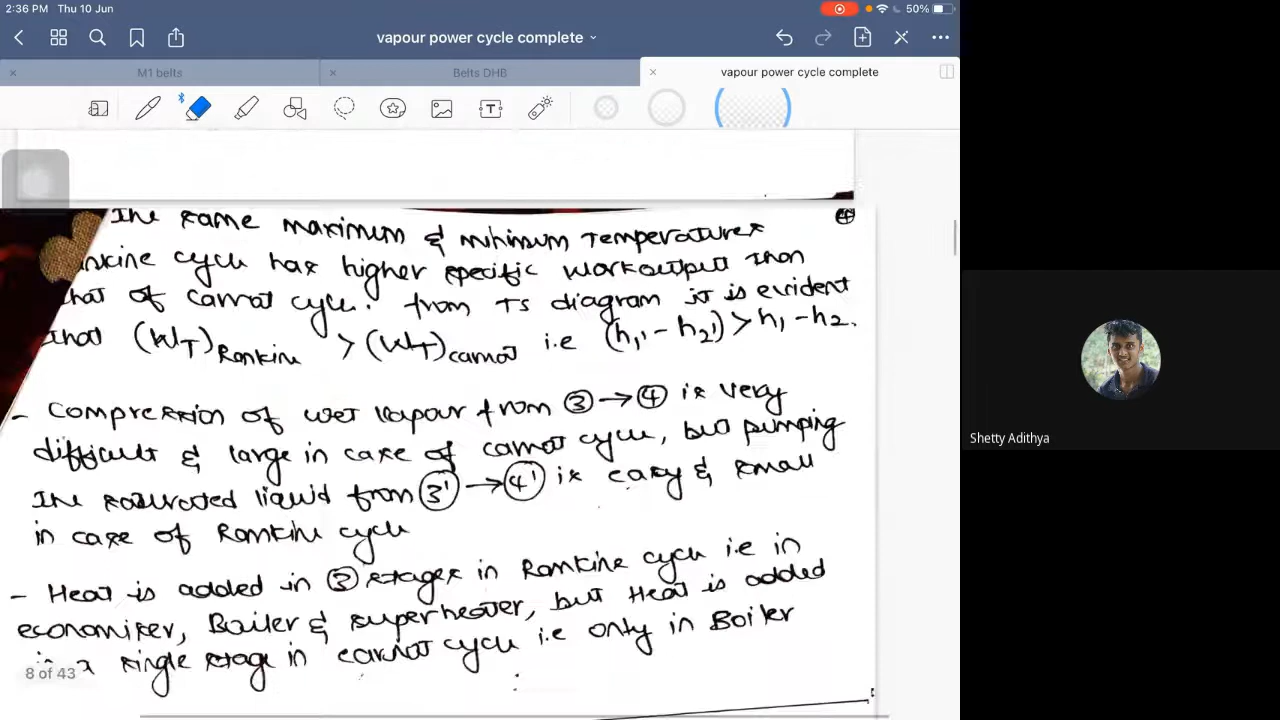 2:36 PM Thu 10 Jun
50%
vapour power cycle complete
M1 belts
Belts DHB
vapour power cycle complete
The same maximum & minimum Temperatures
cycle has higher specific workoutput than
that of carnot cycle. from TS diagram it is evident
that (WT)Rankine > (WT)carnot i.e (h1' - h2') > h1 - h2.
- Compression of wet vapour from ③ → ④ is very
difficult & large in case of carnot cycle, but pumping
The saturated liquid from 3' → 4' is easy & small
in case of Rankine cycle
- Heat is added in ③ stages in Rankine cycle i.e in
economiser, Boiler & superheater, but Heat is added
single stage in carnot cycle i.e only in Boiler
8 of 43
Shetty Adithya